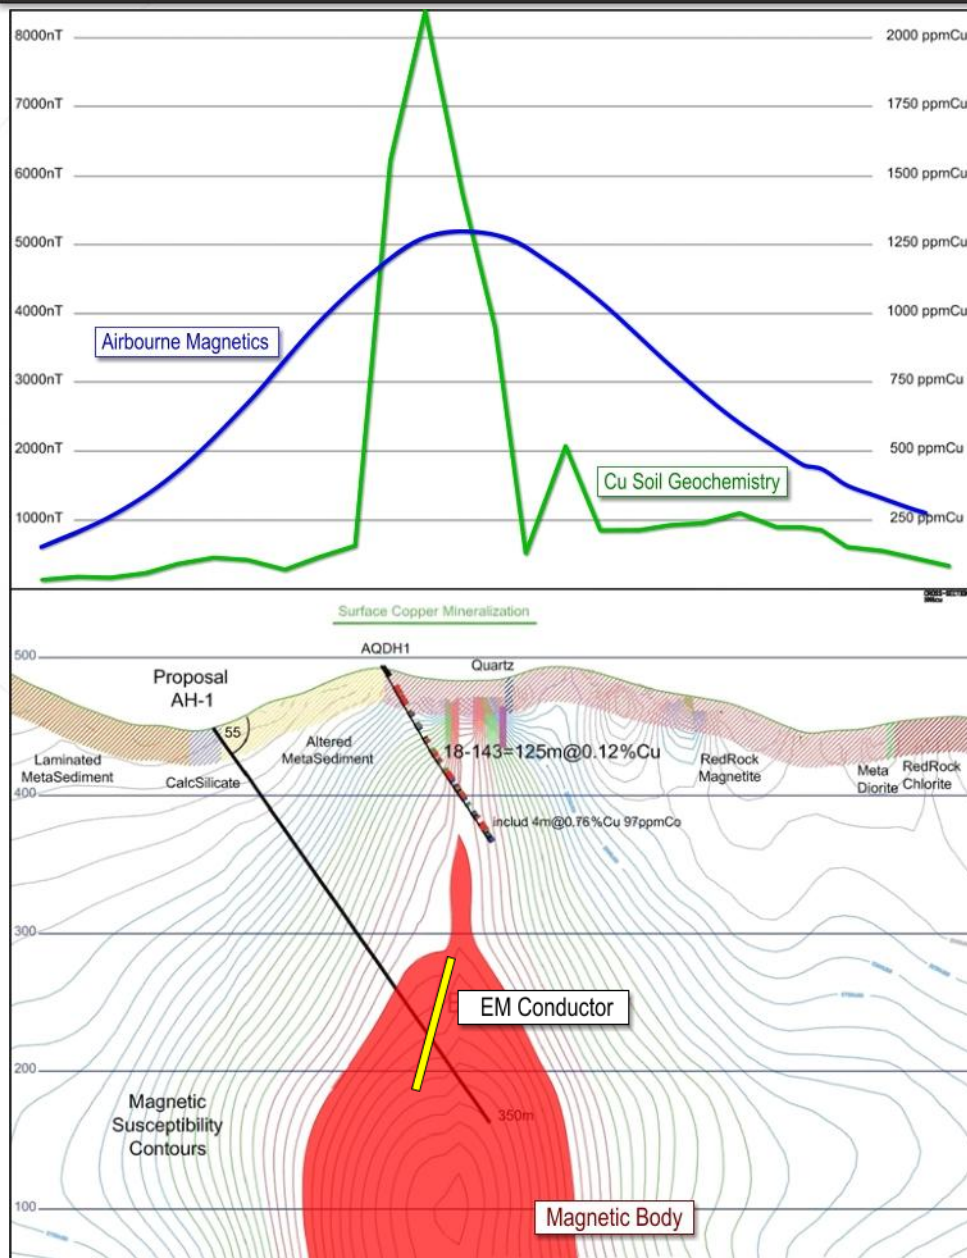 8000nT
2000 ppmCu
7000nT
1750 ppmCu
6000nT
1500 ppmCu
5000nT
1250 ppmCu
4000nT
1000 ppmCu
Airbourne Magnetics
3000nT
750 ppmCu
2000nT
500 ppmCu
Cu Soil Geochemistry
1000nT
250 ppmCu
Surface Copper Mineralization
AQDH1
500
Quartz
Proposal
AH-1
55
Altered
MetaSediment
18-143=125m@0.12%Cu
Laminated
MetaSediment
CalcSilicate
RedRock
Magnetite
Meta
Diorite
RedRock
Chlorite
400
includ 4m@0.76%Cu 97ppmCo
300
EM Conductor
200
Magnetic
Susceptibility
Contours
350m
100
Magnetic Body